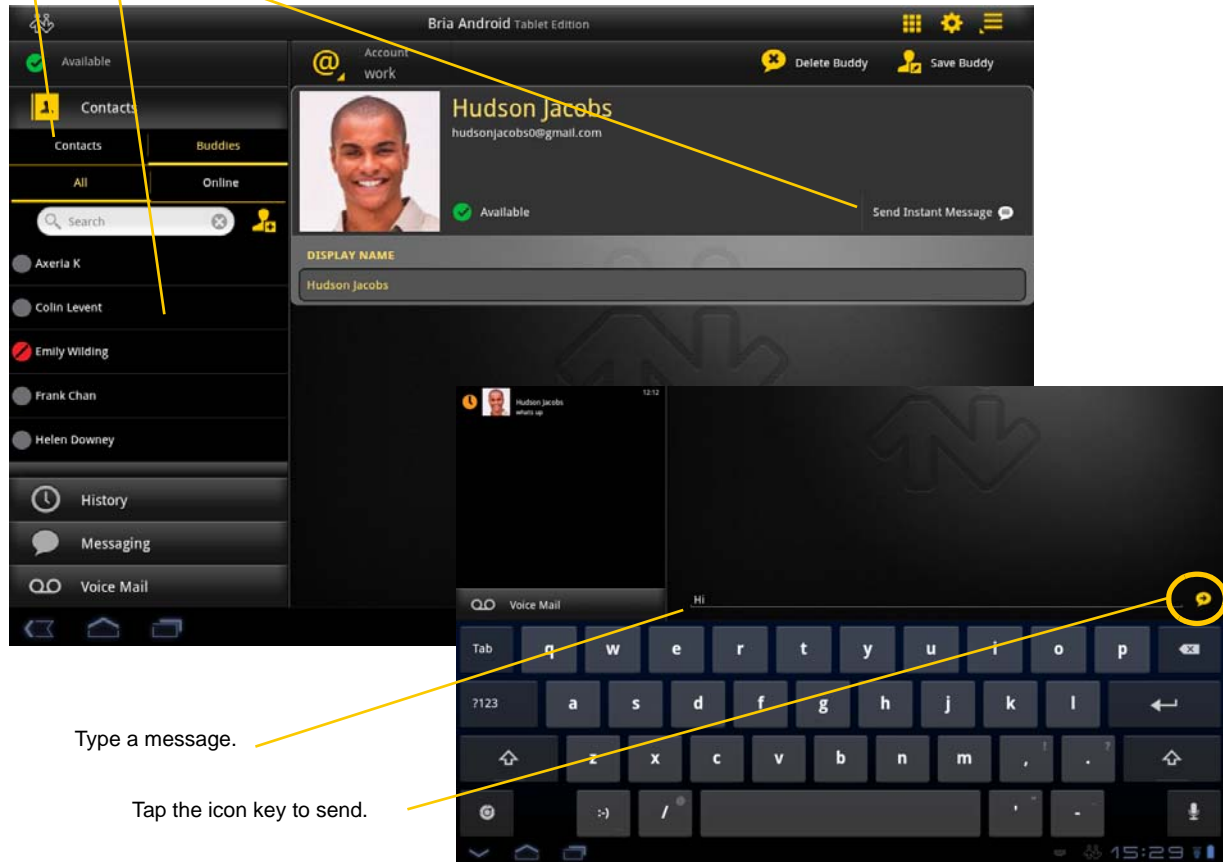 Bria Android Tablet Edition
Available
Account
work
Delete Buddy
Save Buddy
Contacts
Contacts
Buddies
All
Online
Search
Axeria K
Colin Levent
Emily Wilding
Frank Chan
Helen Downey
History
Messaging
Voice Mail
Hudson Jacobs
hudsonjacobs0@gmail.com
Available
Send Instant Message
DISPLAY NAME
Hudson Jacobs
Hudson Jacobs
whats up
12:12
Voice Mail
Hi
Tab q w e r t y u i o p
?123 a s d f g h j k l
z x c v b n m , ! . ?
:-) / @ ' " - _
15:29
Type a message.
Tap the icon key to send.